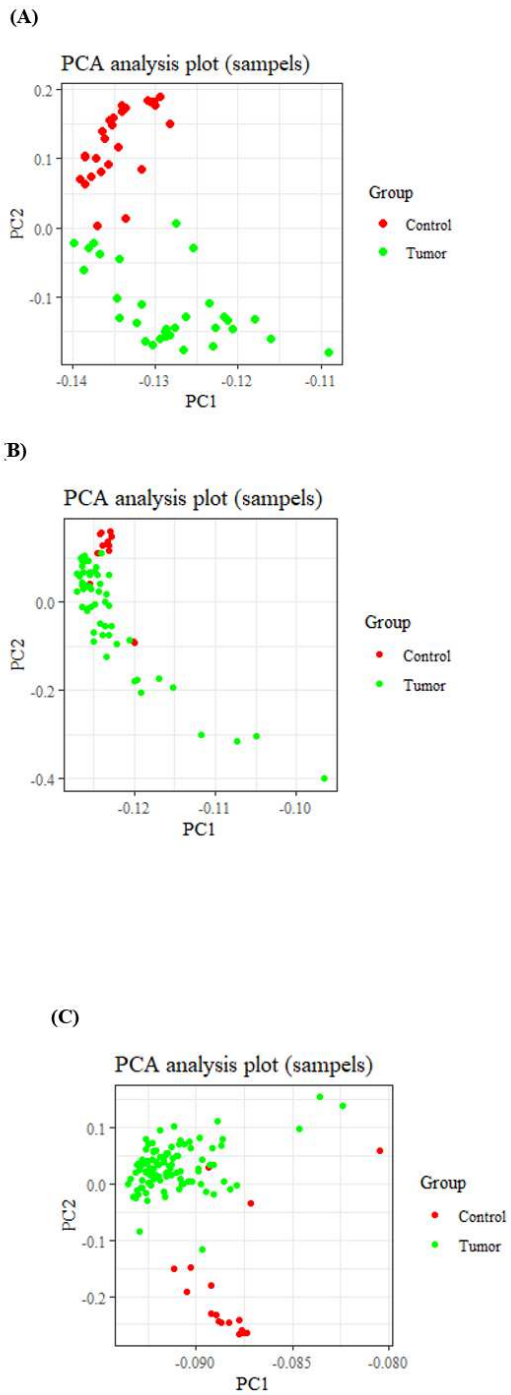 (A)
PCA analysis plot (sampels)
0.2
0.1
0.0
-0.1
PC2
-0.14
-0.13
-0.12
-0.11
PC1
Group
Control
Tumor
B)
PCA analysis plot (sampels)
0.0
-0.2
-0.4
PC2
-0.12
-0.11
-0.10
PC1
Group
Control
Tumor
(C)
PCA analysis plot (sampels)
0.1
0.0
-0.1
-0.2
PC2
-0.090
-0.085
-0.080
PC1
Group
Control
Tumor